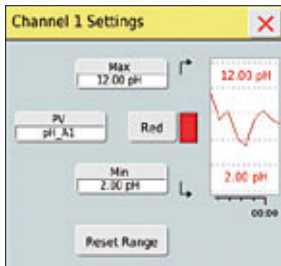 Channel 1 Settings
Max
12.00 pH
12.00 pH
PV
pH_A1
Red
Min
2.00 pH
2.00 pH
00:00
Reset Range